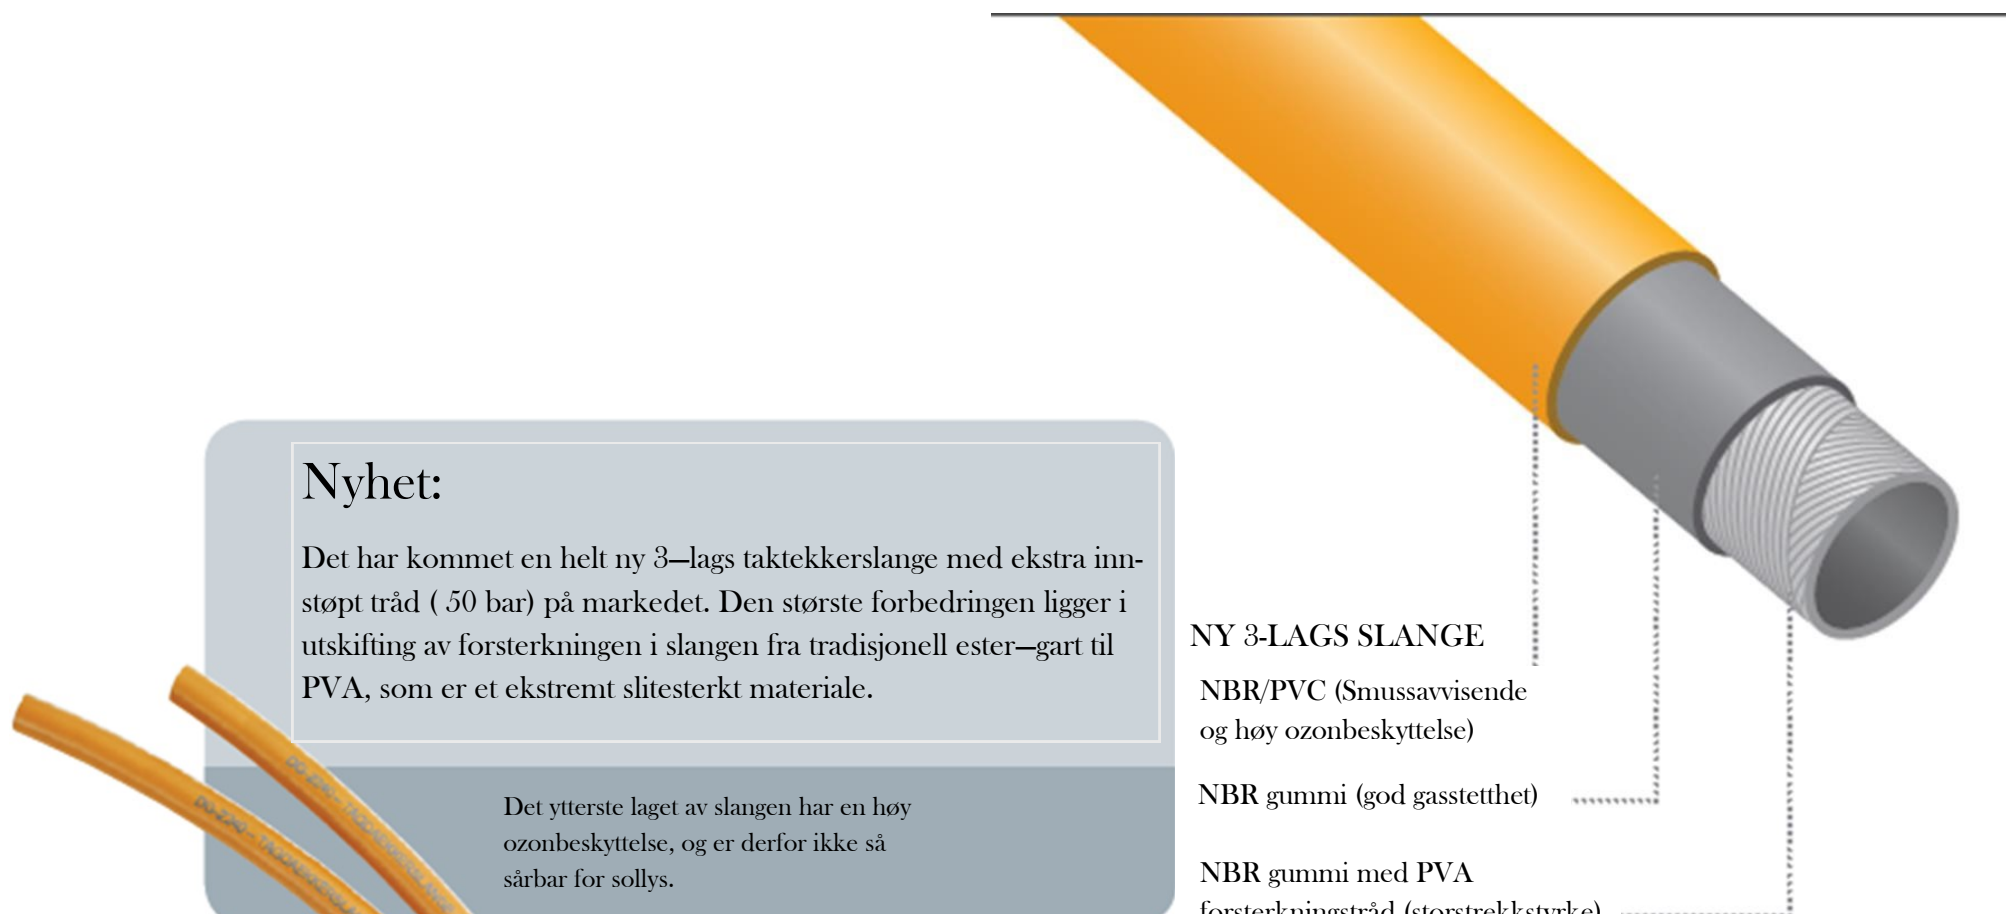 Nyhet:
Det har kommet en helt ny 3—lags taktekkerslange med ekstra inn-
støpt tråd ( 50 bar) på markedet. Den største forbedringen ligger i
utskifting av forsterkningen i slangen fra tradisjonell ester—gart til
PVA, som er et ekstremt slitesterkt materiale.
Det ytterste laget av slangen har en høy
ozonbeskyttelse, og er derfor ikke så
sårbar for sollys.
NY 3-LAGS SLANGE
NBR/PVC (Smussavvisende
og høy ozonbeskyttelse)
NBR gummi (god gasstetthet)
NBR gummi med PVA
forsterkningstråd (storstrekkstyrke)